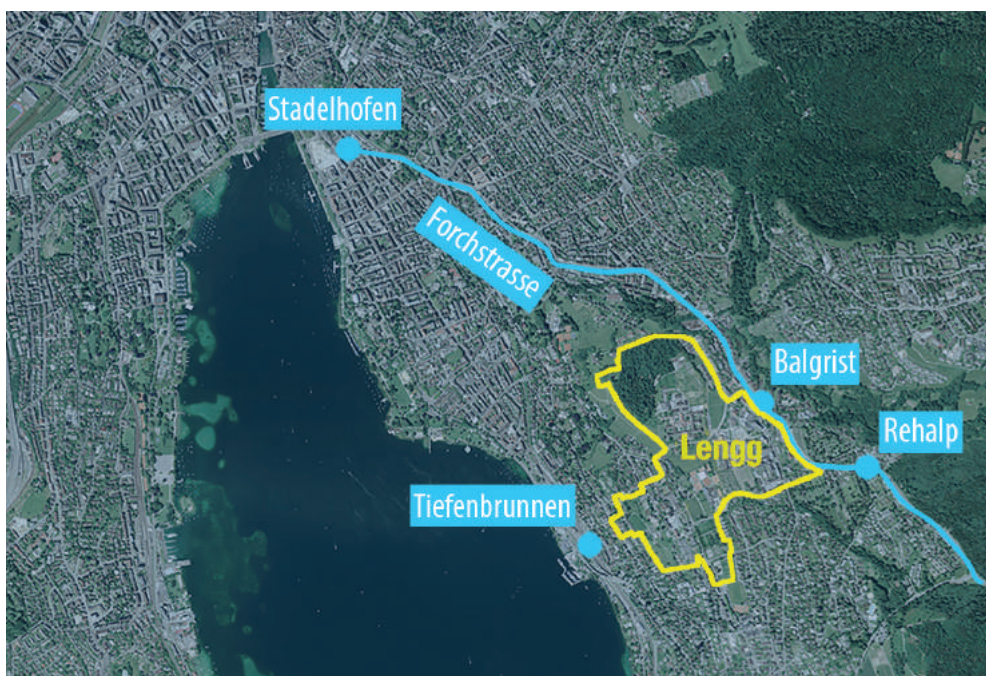 Stadelhofen
Forchstrasse
Balgrist
Rehalp
Lengg
Tiefenbrunnen